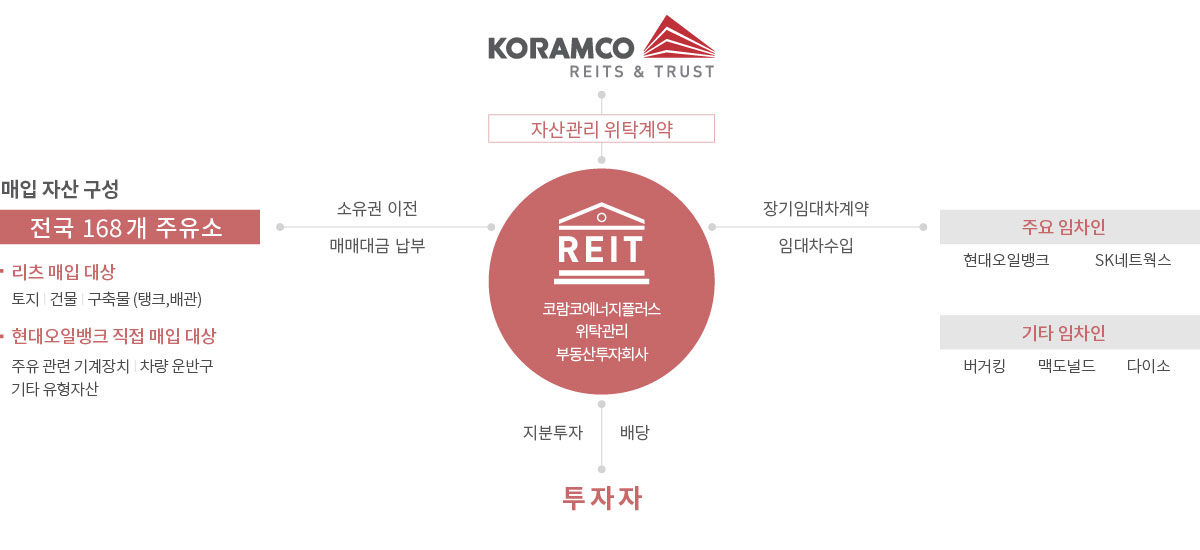 KORAMCO
REITS & TRUST
자산관리 위탁계약
매입 자산 구성
전국 168개 주유소
리츠 매입 대상
토지 | 건물 | 구축물 (탱크,배관)
현대오일뱅크 직접 매입 대상
주유 관련 기계장치 | 차량 운반구
기타 유형자산
소유권 이전
매매대금 납부
REIT
코람코에너지플러스
위탁관리
부동산투자회사
장기임대차계약
임대차수입
주요 임차인
현대오일뱅크 SK네트웍스
기타 임차인
버거킹 맥도널드 다이소
지분투자 배당
투자자